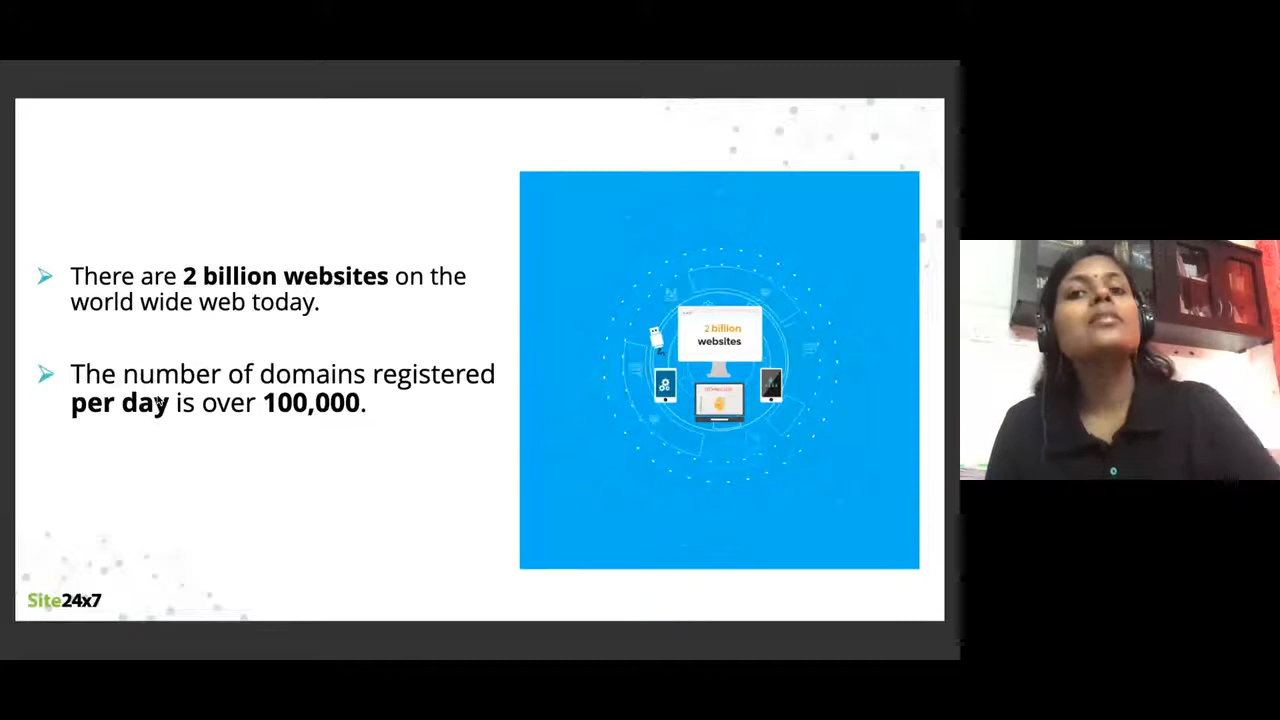 There are 2 billion websites on the
world wide web today.
The number of domains registered
per day is over 100,000.
2 billion
websites
Site24x7